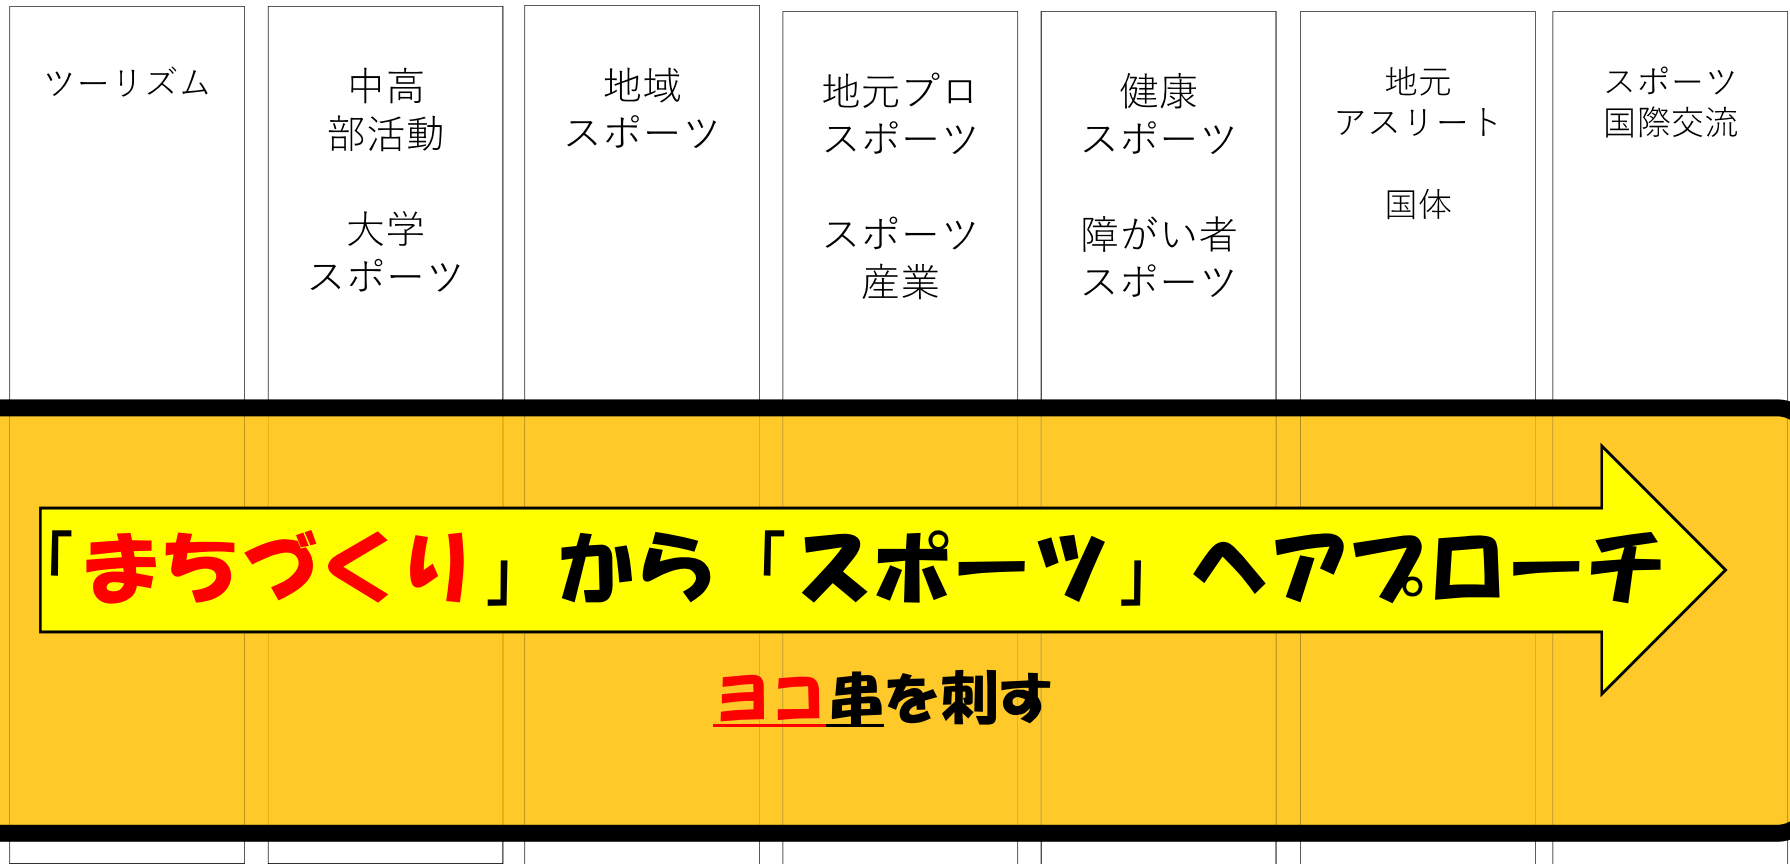 ツーリズム
中高
部活動
大学
スポーツ
地域
スポーツ
地元プロ
スポーツ
スポーツ
産業
健康
スポーツ
障がい者
スポーツ
地元
アスリート
国体
スポーツ
国際交流
「まちづくり」から「スポーツ」へアプローチ
ヨコ串を刺す